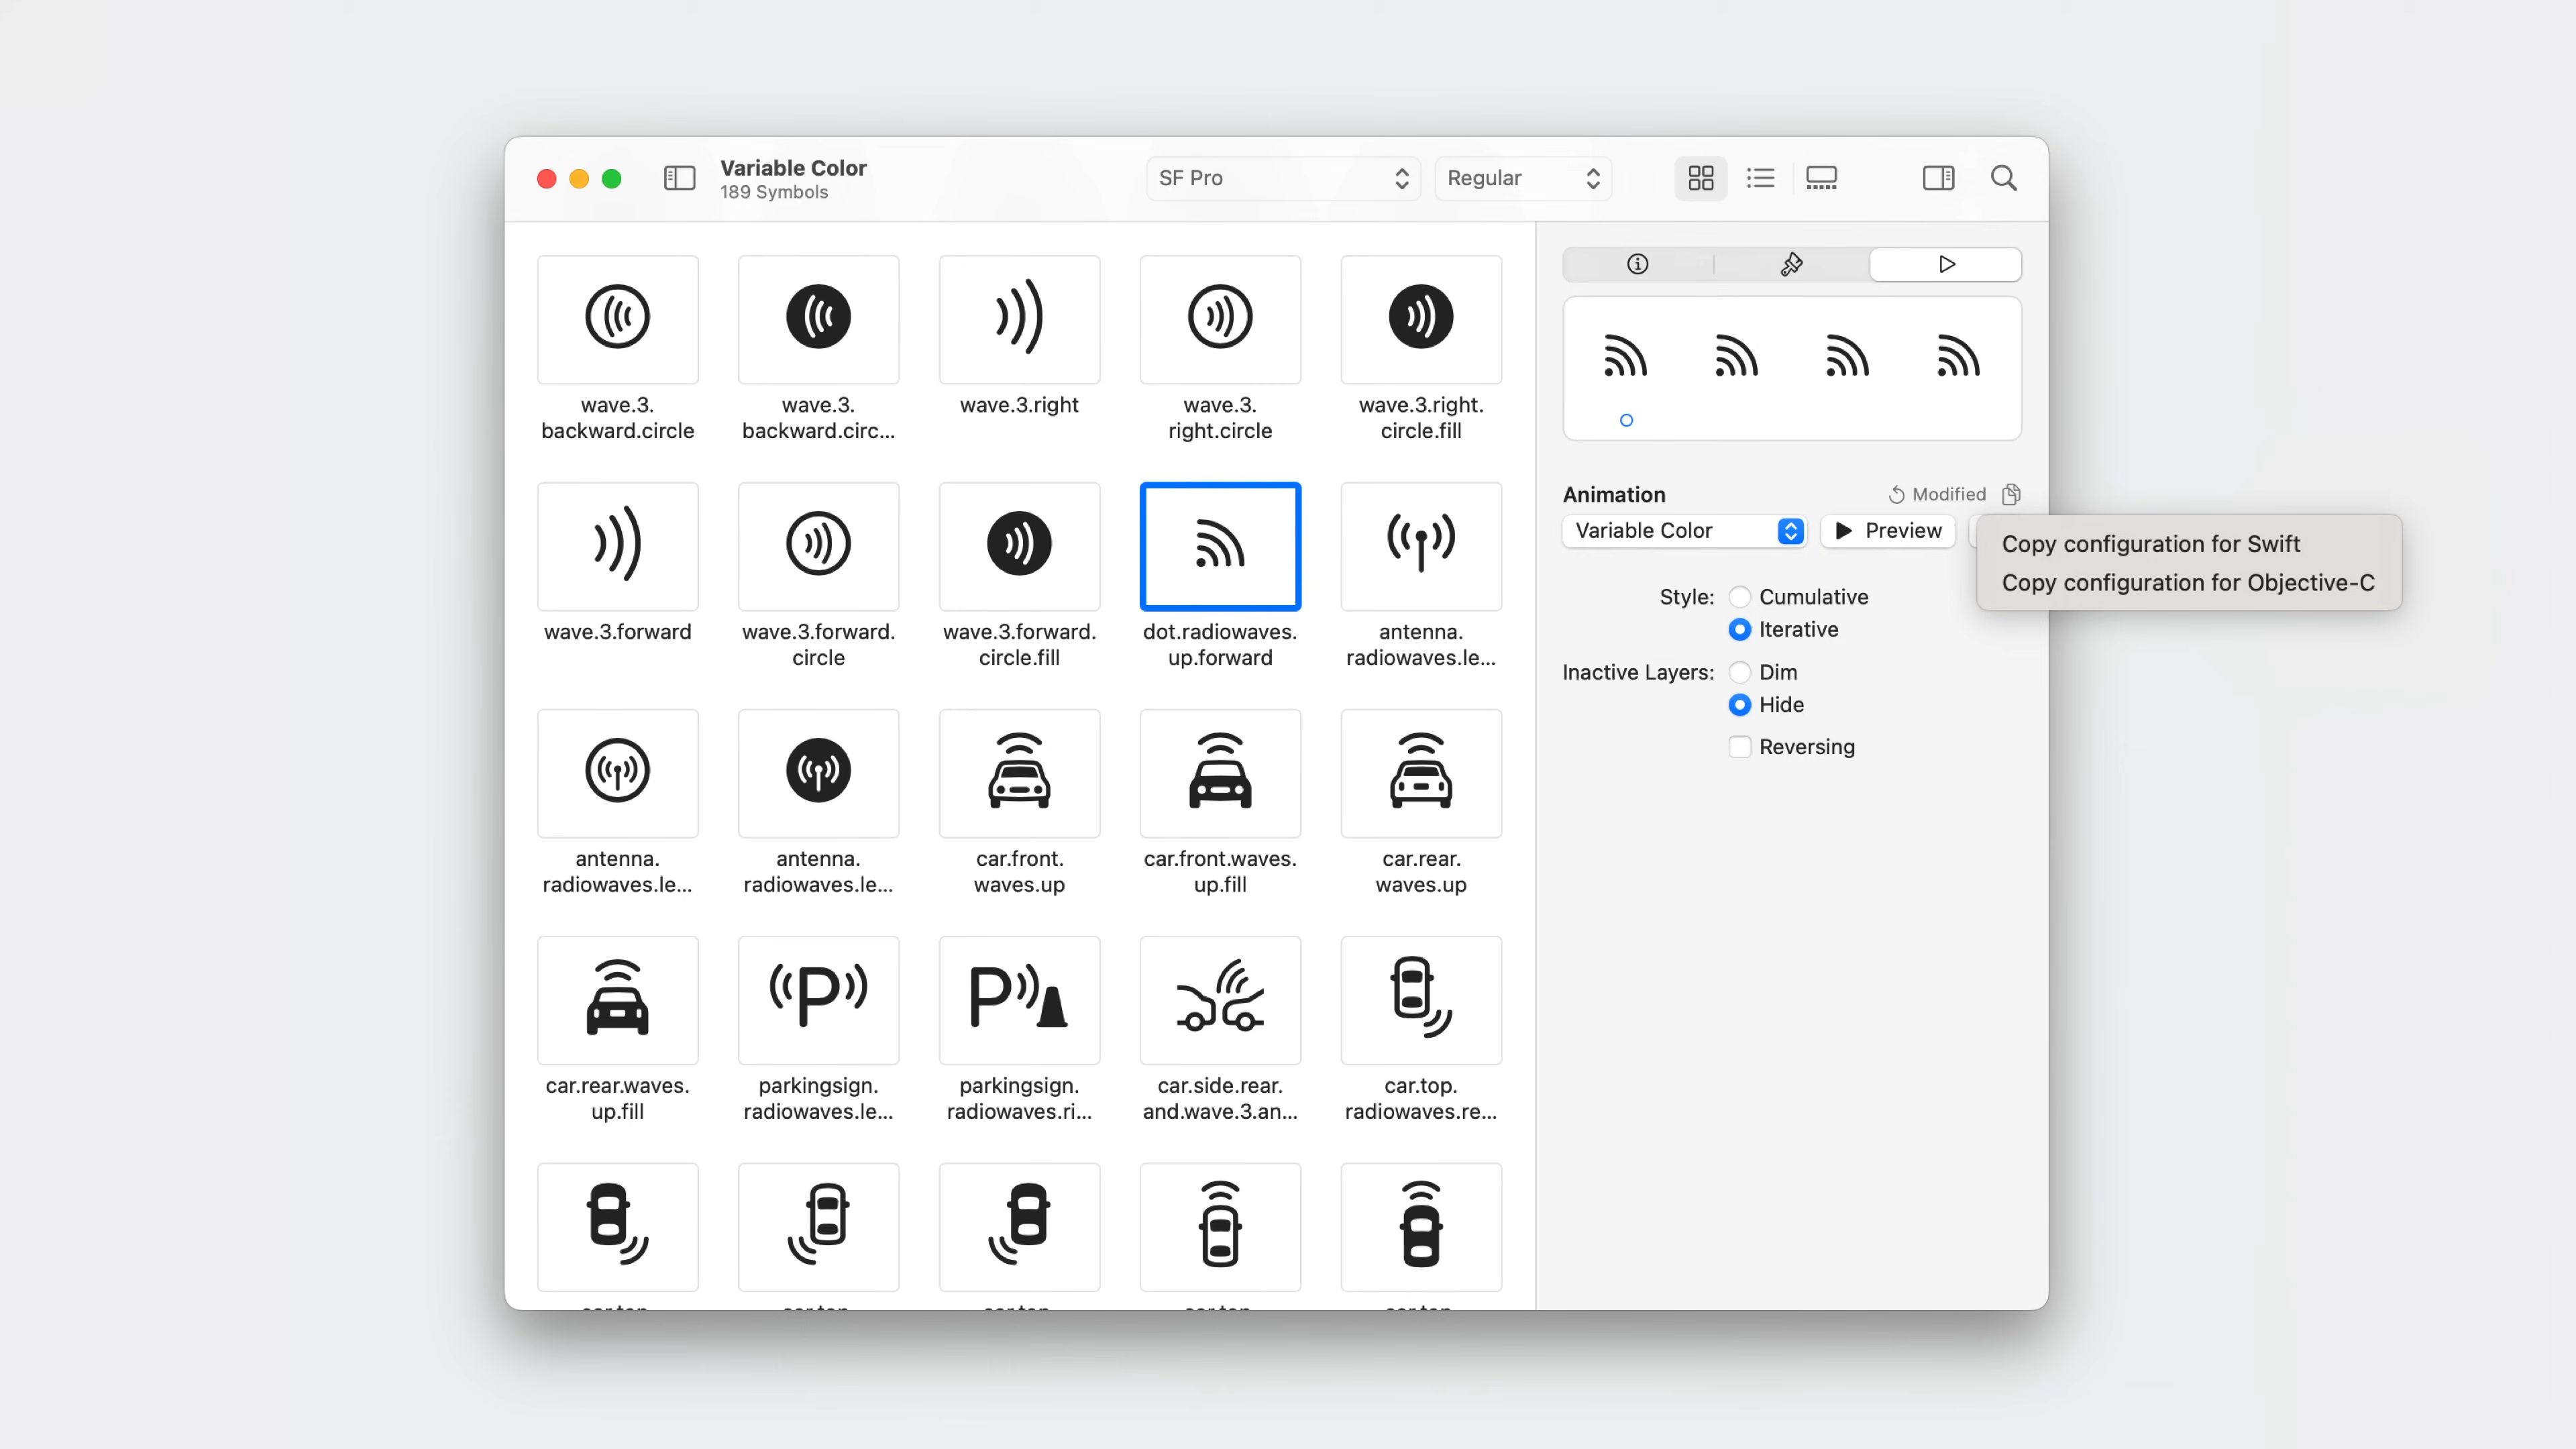 Variable Color
189 Symbols
SF Pro
Regular
wave.3.
backward.circle
wave.3.
backward.circ...
wave.3.right
wave.3.
right.circle
wave.3.right.
circle.fill
wave.3.forward
wave.3.forward.
circle
wave.3.forward.
circle.fill
dot.radiowaves.
up.forward
antenna.
radiowaves.le...
antenna.
radiowaves.le...
antenna.
radiowaves.le...
car.front.
waves.up
car.front.waves.
up.fill
car.rear.
waves.up
car.rear.waves.
up.fill
parkingsign.
radiowaves.le...
parkingsign.
radiowaves.ri...
car.side.rear.
and.wave.3.an...
car.top.
radiowaves.re...
Animation
Modified
Variable Color
Preview
Copy configuration for Swift
Copy configuration for Objective-C
Style:
Cumulative
Iterative
Inactive Layers:
Dim
Hide
Reversing